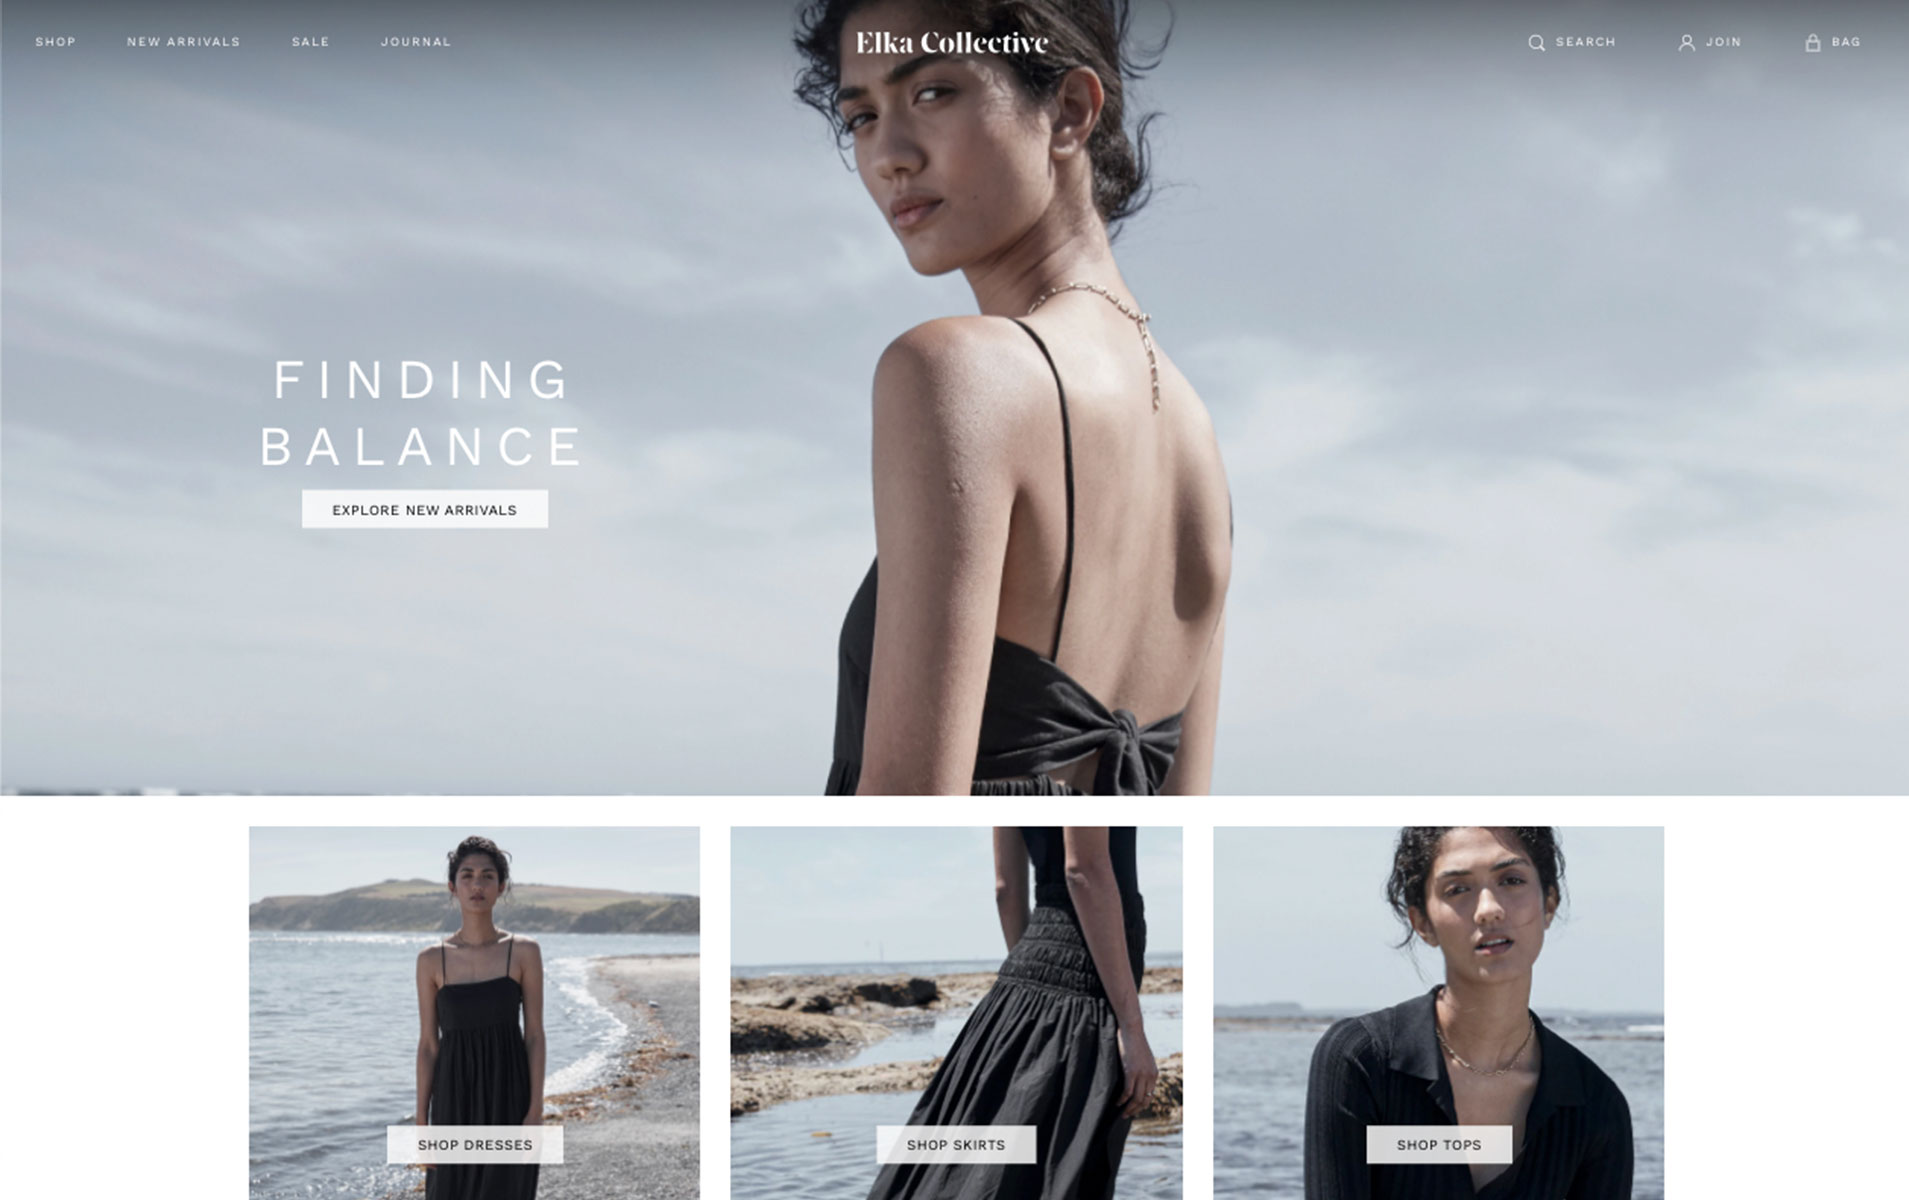 SHOP
NEW ARRIVALS
SALE
JOURNAL
Elka Collective
SEARCH
JOIN
BAG
FINDING
BALANCE
EXPLORE NEW ARRIVALS
SHOP DRESSES
SHOP SKIRTS
SHOP TOPS